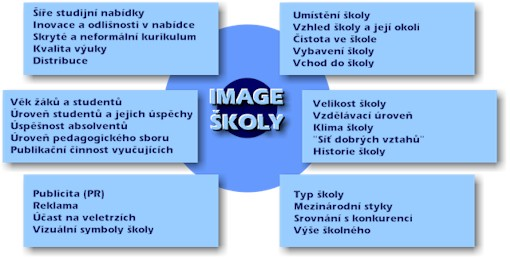 Šíře studijní nabídky
Inovace a odlišnosti v nabídce
Skryté a neformální kurikulum
Kvalita výuky
Distribuce
Umístění školy
Vzhled školy a její okolí
Čistota ve škole
Vybavení školy
Vchod do školy
IMAGE
ŠKOLY
Věk žáků a studentů
Úroveň studentů a jejich úspěchy
Úspěšnost absolventů
Úroveň pedagogického sboru
Publikační činnost vyučujících
Velikost školy
Vzdělávací úroveň
Klima školy
"Síť dobrých vztahů"
Historie školy
Publicita (PR)
Reklama
Účast na veletrzích
Vizuální symboly školy
Typ školy
Mezinárodní styky
Srovnání s konkurencí
Výše školného